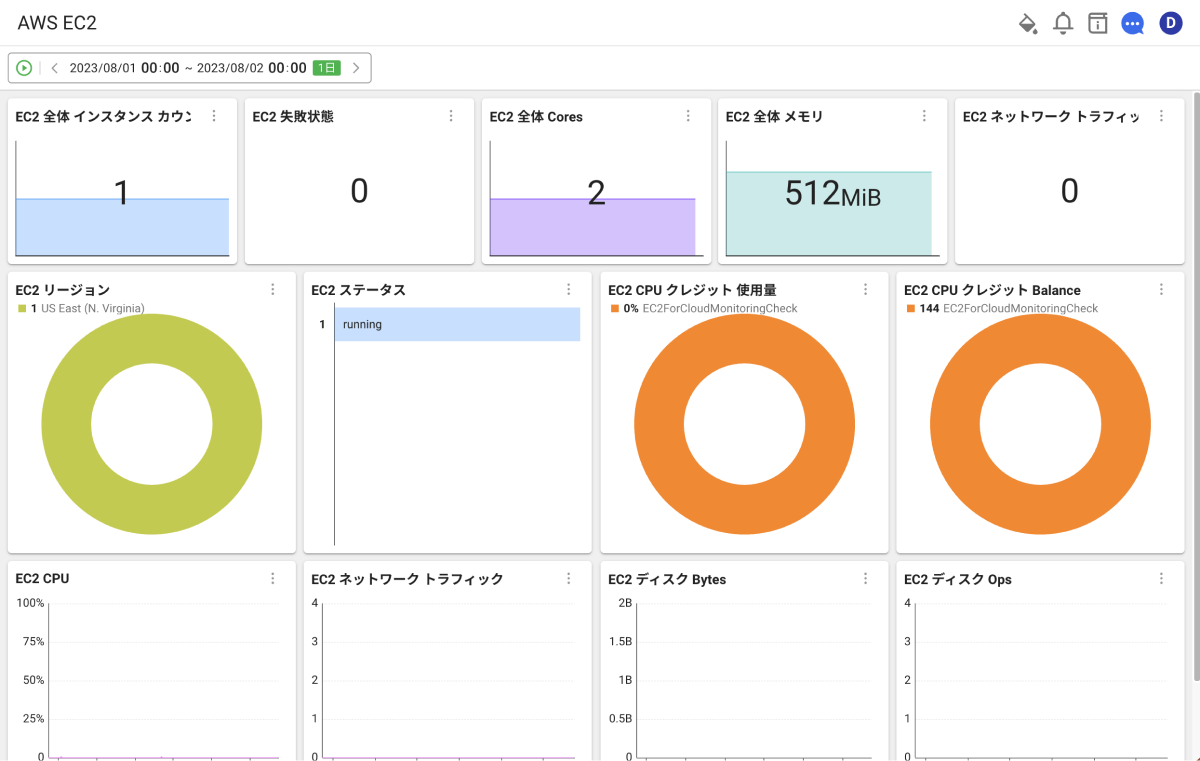 AWS EC2
D
2023/08/01 00:00 ~ 2023/08/02 00:00 1日
EC2 全体 インスタンス カウン
1
EC2 失敗状態
0
EC2 全体 Cores
2
EC2 全体 メモリ
512MiB
EC2 ネットワーク トラフィッ
0
EC2 リージョン
1 US East (N. Virginia)
EC2 ステータス
1 running
EC2 CPU クレジット 使用量
0% EC2ForCloudMonitoringCheck
EC2 CPU クレジット Balance
144 EC2ForCloudMonitoringCheck
EC2 CPU
100%
75%
50%
25%
0
EC2 ネットワーク トラフィック
4
3
2
1
0
EC2 ディスク Bytes
2B
1.5B
1B
0.5B
0
EC2 ディスク Ops
4
3
2
1
0